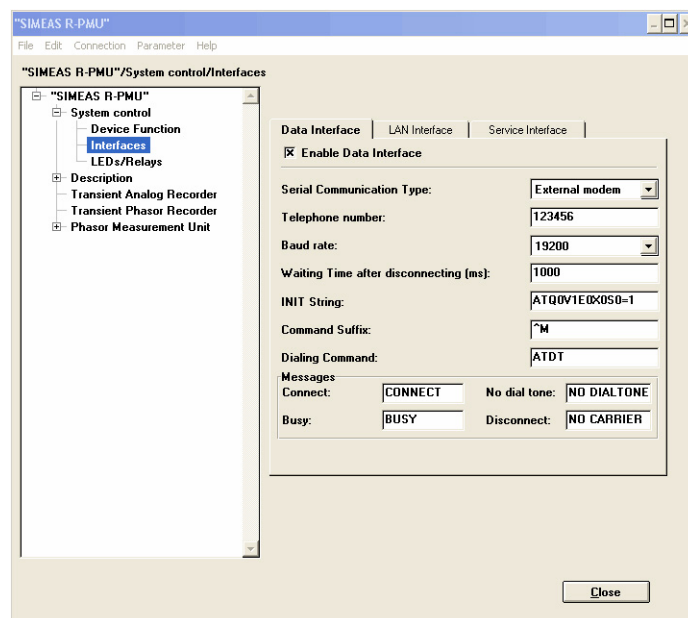 "SIMEAS R-PMU"
File Edit Connection Parameter Help
"SIMEAS R-PMU"/System control/Interfaces
"SIMEAS R-PMU"
System control
Device Function
Interfaces
LEDs/Relays
Description
Transient Analog Recorder
Transient Phasor Recorder
Phasor Measurement Unit
Data Interface LAN Interface Service Interface
Enable Data Interface
Serial Communication Type: External modem
Telephone number: 123456
Baud rate: 19200
Waiting Time after disconnecting (ms): 1000
INIT String: ATQ0V1E0X0S0=1
Command Suffix: ^M
Dialing Command: ATDT
Messages
Connect: CONNECT No dial tone: NO DIALTONE
Busy: BUSY Disconnect: NO CARRIER
Close